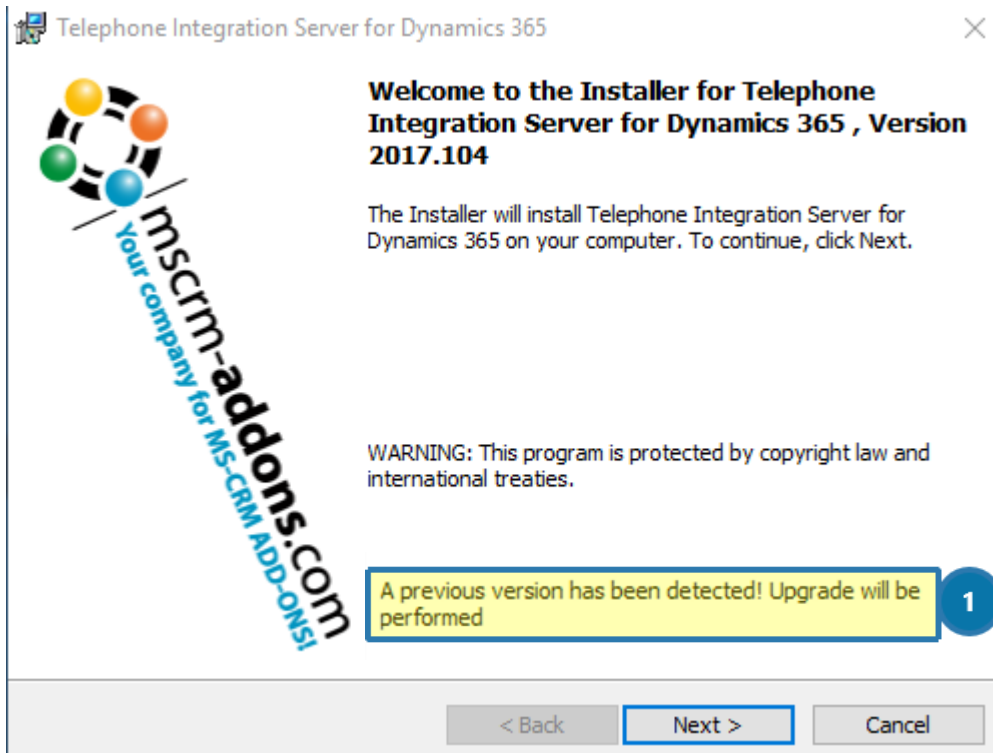 Telephone Integration Server for Dynamics 365
Welcome to the Installer for Telephone
Integration Server for Dynamics 365 , Version
2017.104
The Installer will install Telephone Integration Server for
Dynamics 365 on your computer. To continue, click Next.
mscrm-addons.com
Your company for MS-CRM ADD-ONS!
WARNING: This program is protected by copyright law and
international treaties.
A previous version has been detected! Upgrade will be
performed
1
< Back
Next >
Cancel